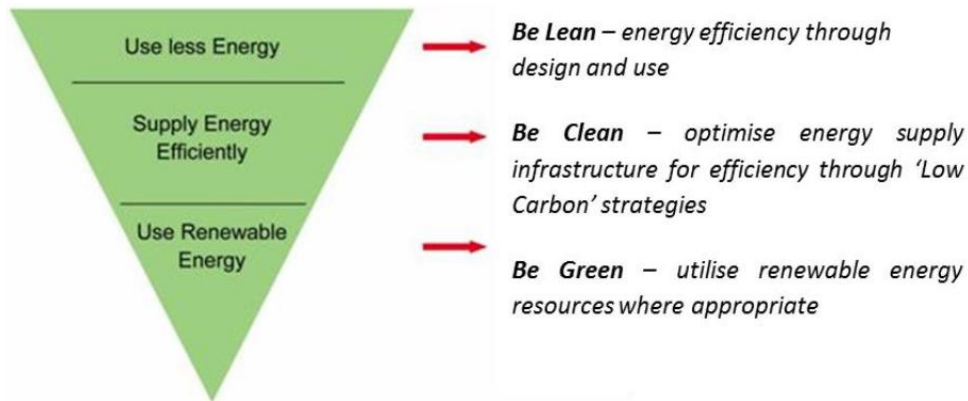 Use less Energy
Be Lean – energy efficiency through
design and use
Supply Energy
Efficiently
Be Clean – optimise energy supply
infrastructure for efficiency through ‘Low
Carbon’ strategies
Use Renewable
Energy
Be Green – utilise renewable energy
resources where appropriate